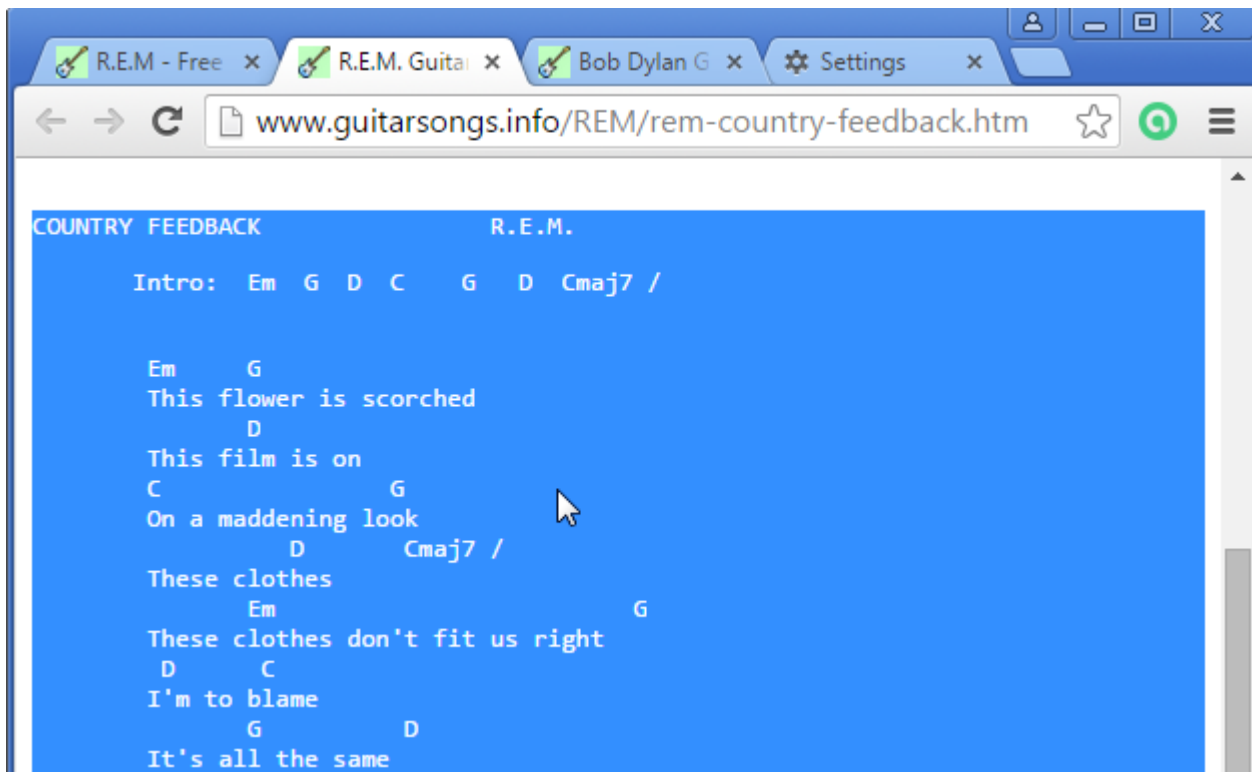 R.E.M - Free R.E.M. Guita Bob Dylan G Settings
www.guitarsongs.info/REM/rem-country-feedback.htm
COUNTRY FEEDBACK R.E.M.
Intro: Em G D C G D Cmaj7 /
Em G
This flower is scorched
D
This film is on
C G
On a maddening look
D Cmaj7 /
These clothes
Em G
These clothes don't fit us right
D C
I'm to blame
G D
It's all the same